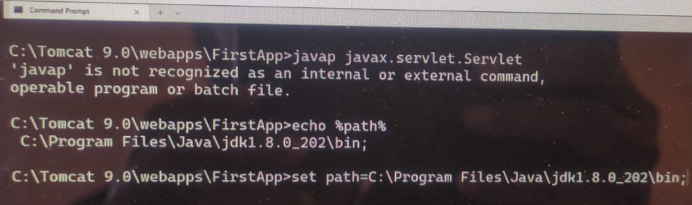 Command Prompt
C:\Tomcat 9.0\webapps\FirstApp>javap javax.servlet.Servlet
'javap' is not recognized as an internal or external command,
operable program or batch file.
C:\Tomcat 9.0\webapps\FirstApp>echo %path%
C:\Program Files\Java\jdk1.8.0_202\bin;
C:\Tomcat 9.0\webapps\FirstApp>set path=C:\Program Files\Java\jdk1.8.0_202\bin;